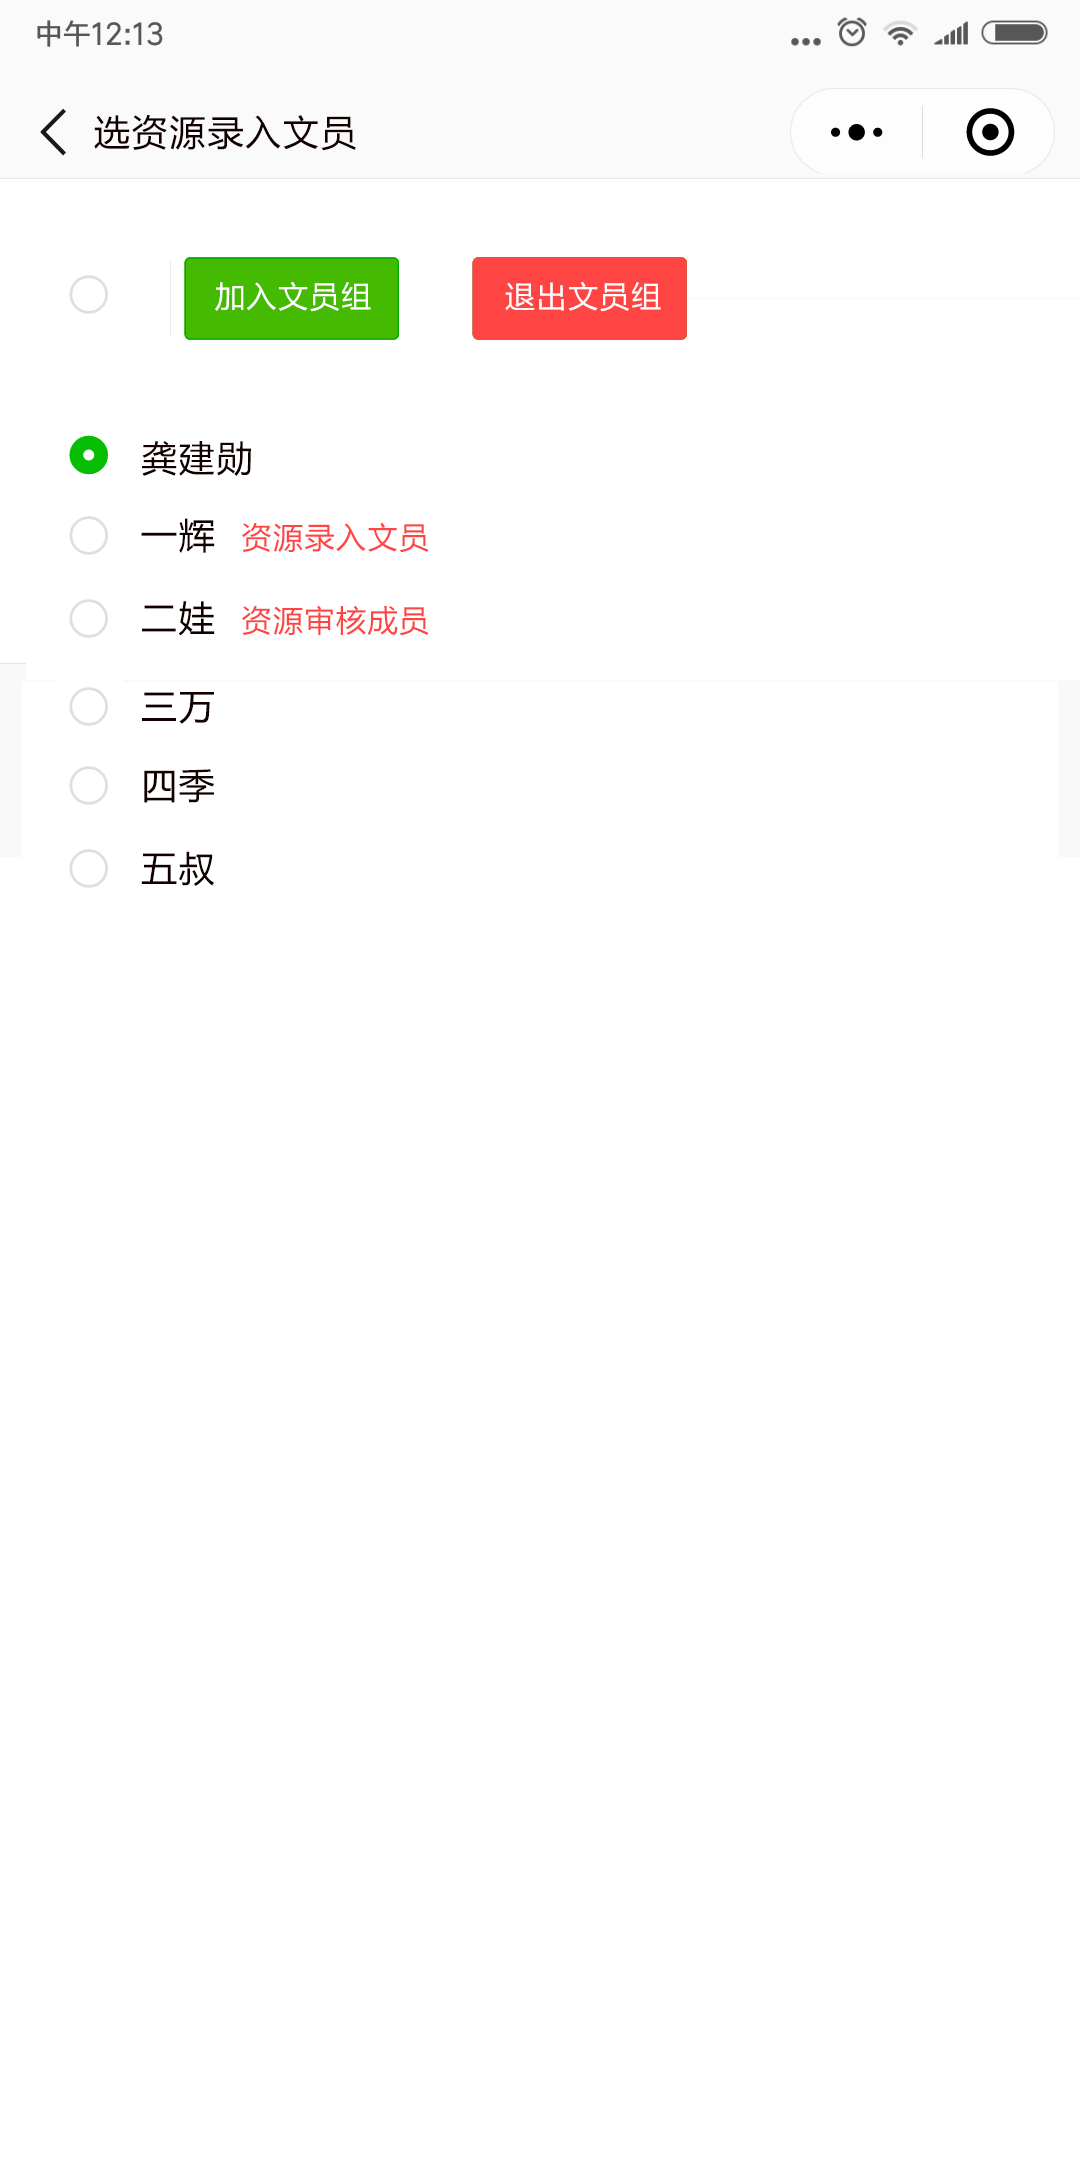 中午12:13
选资源录入文员
加入文员组 退出文员组
龚建勋
一辉 资源录入文员
二娃 资源审核成员
三万
四季
五叔